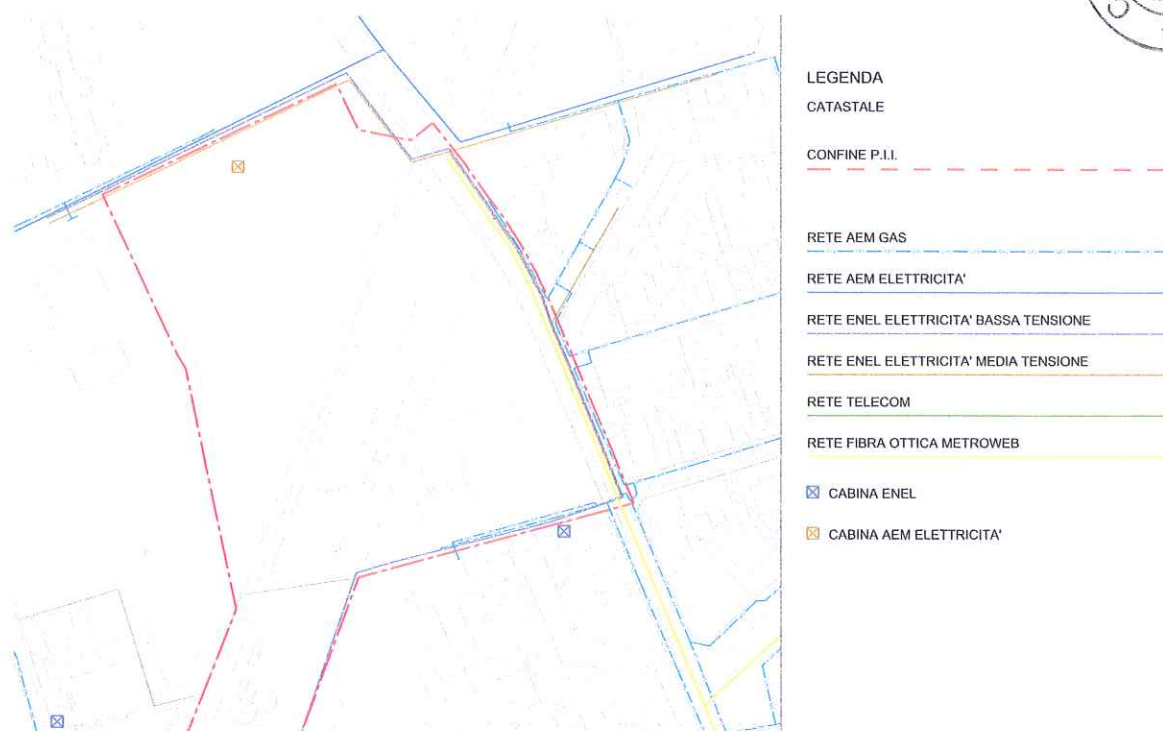 LEGENDA
CATASTALE
CONFINE P.I.I.
RETE AEM GAS
RETE AEM ELETTRICITA'
RETE ENEL ELETTRICITA' BASSA TENSIONE
RETE ENEL ELETTRICITA' MEDIA TENSIONE
RETE TELECOM
RETE FIBRA OTTICA METROWEB
CABINA ENEL
CABINA AEM ELETTRICITA'